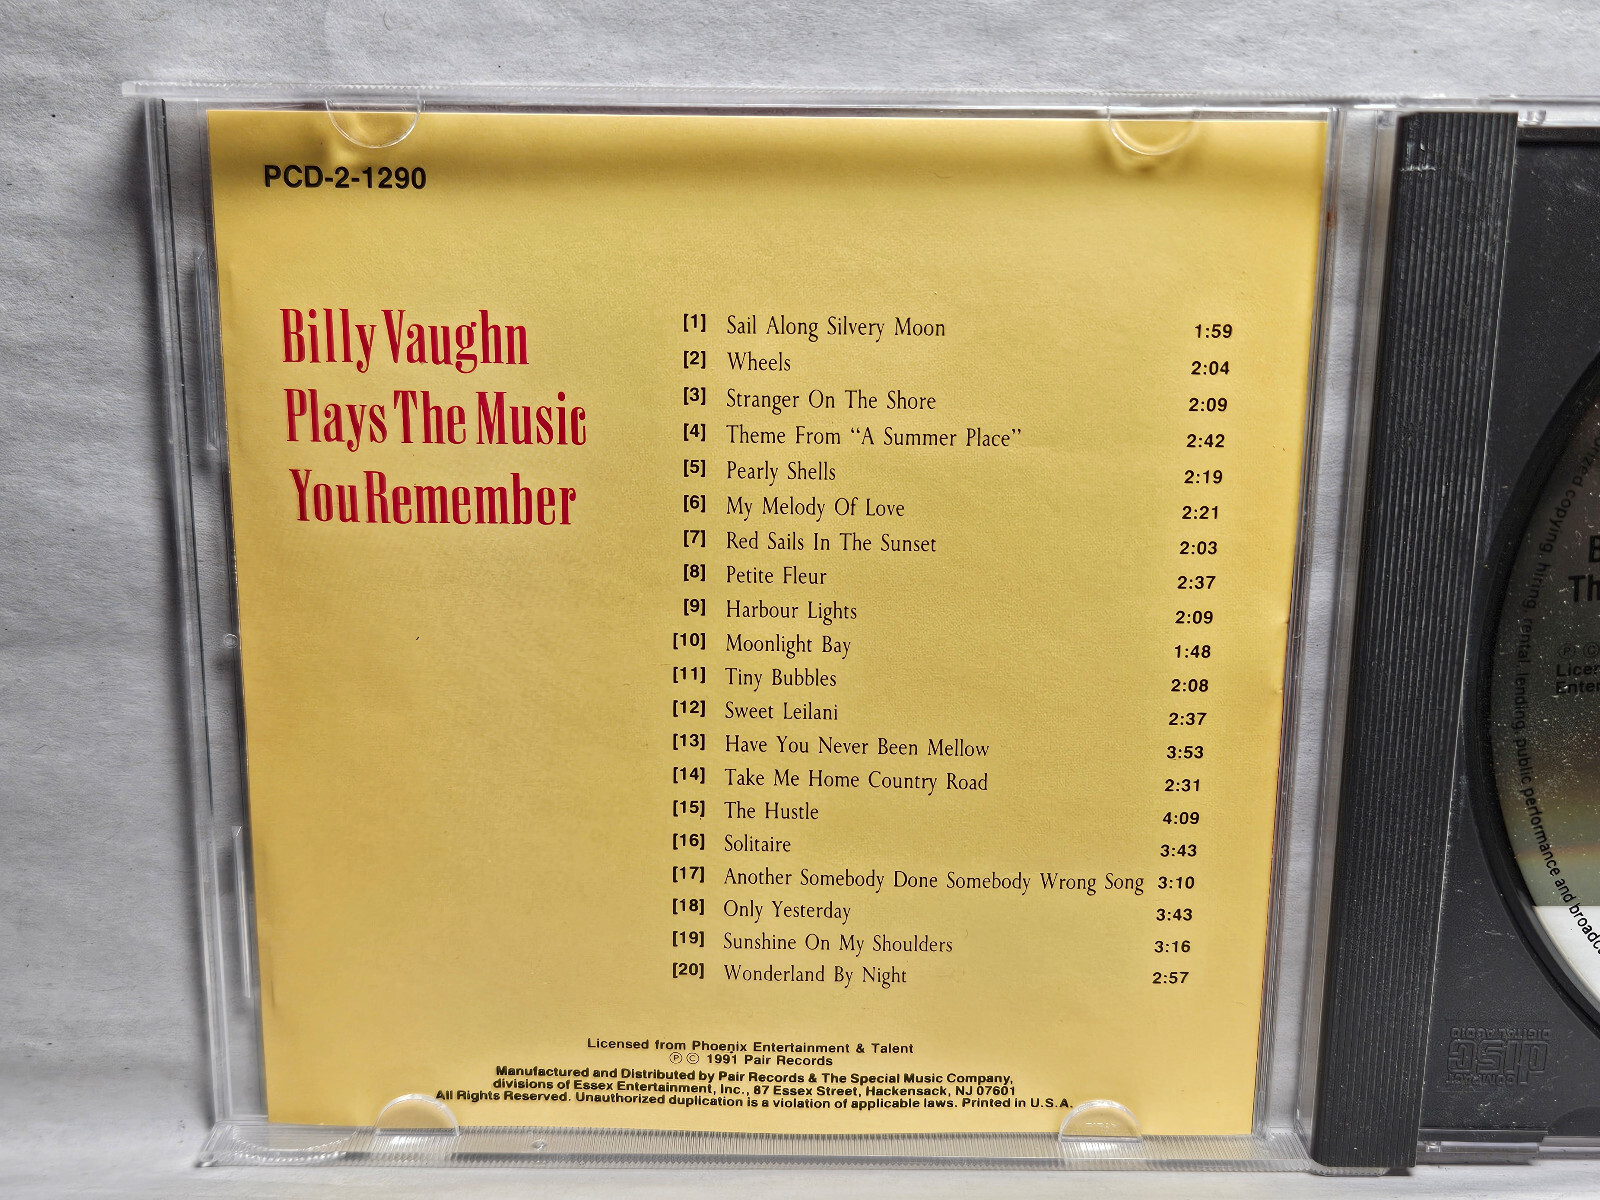 PCD-2-1290
Billy Vaughn
Plays The Music
You Remember
[1] Sail Along Silvery Moon 1:59
[2] Wheels 2:04
[3] Stranger On The Shore 2:09
[4] Theme From “A Summer Place” 2:42
[5] Pearly Shells 2:19
[6] My Melody Of Love 2:21
[7] Red Sails In The Sunset 2:03
[8] Petite Fleur 2:37
[9] Harbour Lights 2:09
[10] Moonlight Bay 1:48
[11] Tiny Bubbles 2:08
[12] Sweet Leilani 2:37
[13] Have You Never Been Mellow 3:53
[14] Take Me Home Country Road 2:31
[15] The Hustle 4:09
[16] Solitaire 3:43
[17] Another Somebody Done Somebody Wrong Song 3:10
[18] Only Yesterday 3:43
[19] Sunshine On My Shoulders 3:16
[20] Wonderland By Night 2:57
Licensed from Phoenix Entertainment & Talent
℗ © 1991 Pair Records
Manufactured and Distributed by Pair Records & The Special Music Company,
divisions of Essex Entertainment, Inc., 87 Essex Street, Hackensack, NJ 07601
All Rights Reserved. Unauthorized duplication is a violation of applicable laws. Printed in U.S.A.
copying, hiring, rental, lending, public performance and
℗ ©
COMPACT
disc
DIGITAL AUDIO